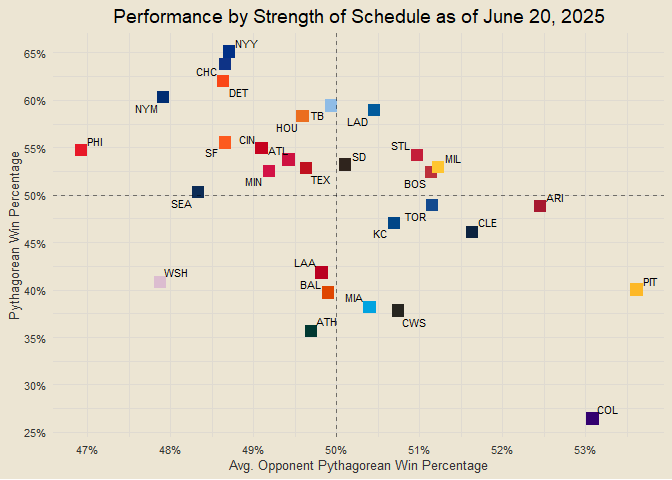 Performance by Strength of Schedule as of June 20, 2025
65%
60%
55%
50%
45%
40%
35%
30%
25%
Pythagorean Win Percentage
NYY
CHC
DET
NYM
TB
HOU
LAD
PHI
SF
CIN
ATL
MIN
TEX
SD
STL
MIL
BOS
SEA
ARI
TOR
KC
CLE
WSH
LAA
BAL
MIA
PIT
ATH
CWS
COL
47%
48%
49%
50%
51%
52%
53%
Avg. Opponent Pythagorean Win Percentage